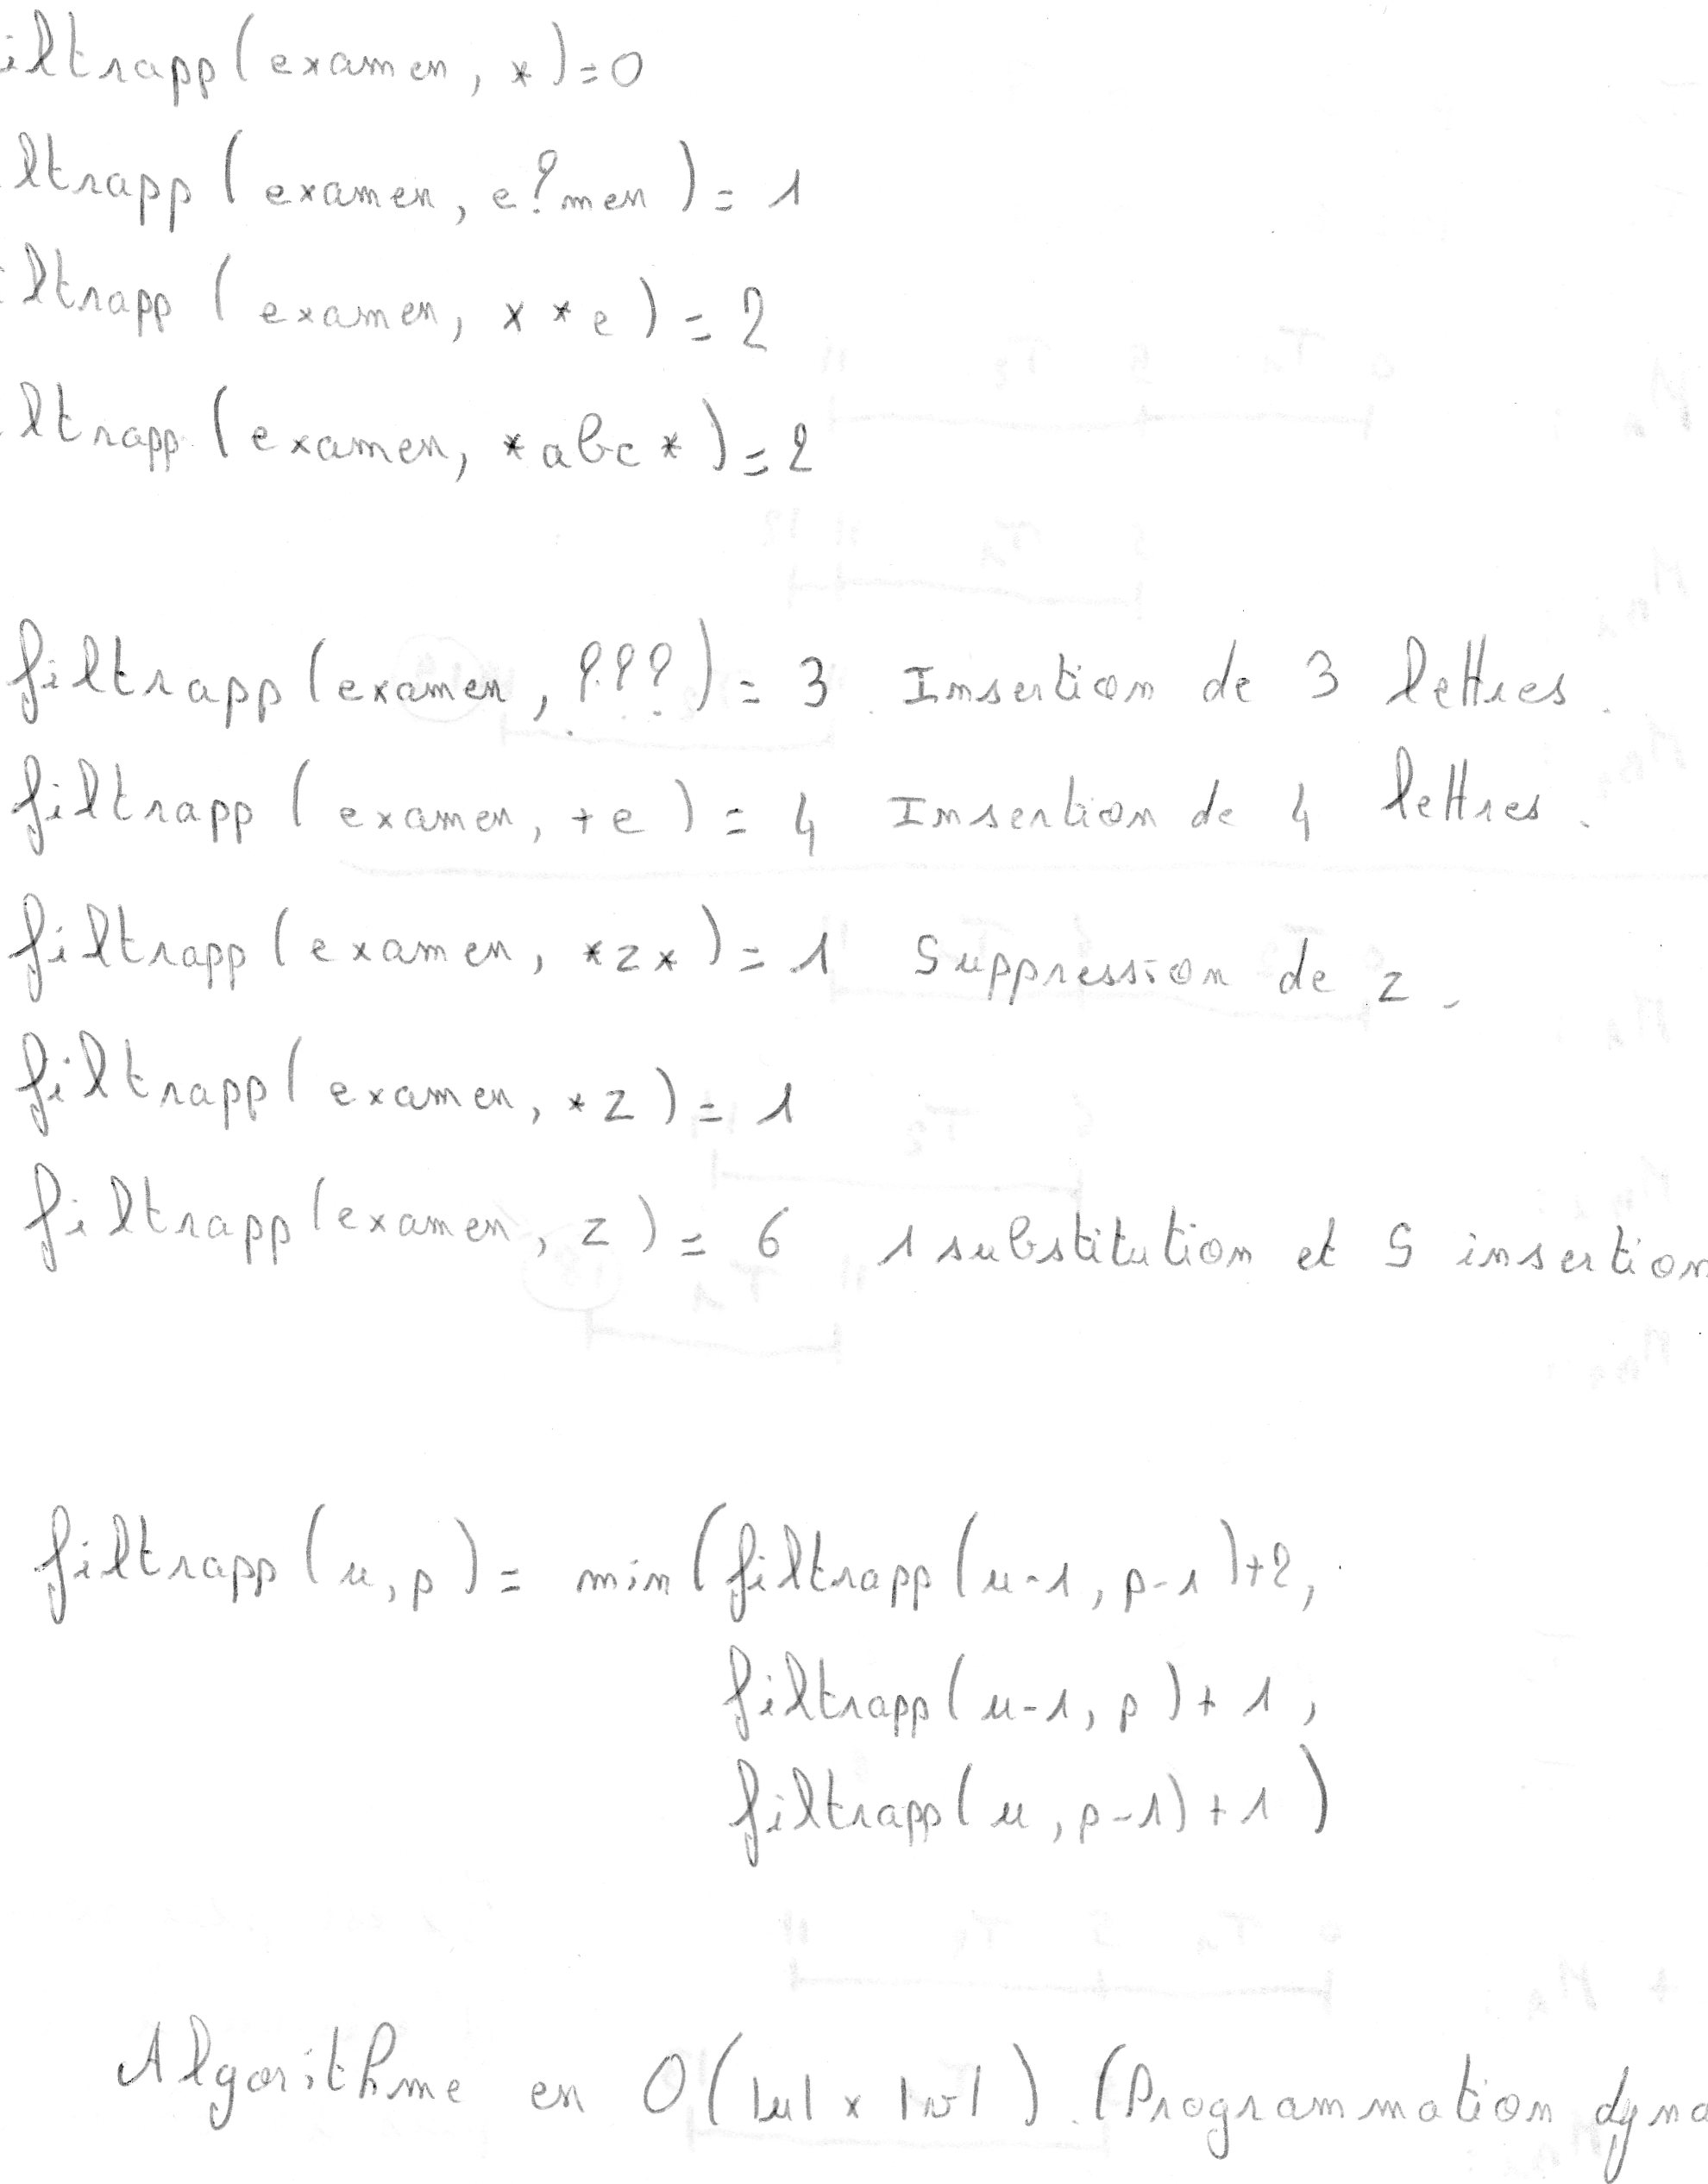 iltrapp(examen, *)=0
ltrapp (examen, e?men) = 1
iltrapp (examen, x*e) = 2
ltrapp (examen, *abc*) = 2
filtrapp(examen, ???) = 3 Insertion de 3 lettres.
filtrapp (examen, +e) = 4 Insertion de 4 lettres.
filtrapp(examen, *z*) = 1 Suppression de z.
filtrapp(examen, *z) = 1
filtrapp(examen, z) = 6 1 substitution et 5 insertion
filtrapp(u,p) = min(filtrapp(u-1, p-1)+2,
filtrapp(u-1, p)+1,
filtrapp(u, p-1)+1)
Algorithme en O(|u| x |v|). (Programmation dyna